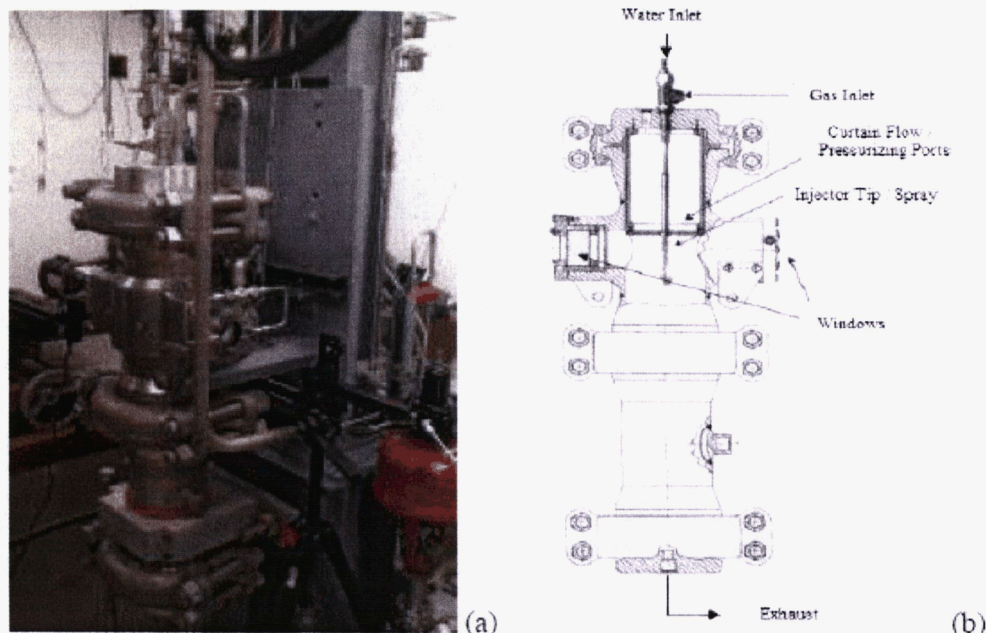 Water Inlet
Gas Inlet
Curtain Flow /
Pressurizing Ports
Injector Tip / Spray
Windows
Exhaust
(a)
(b)